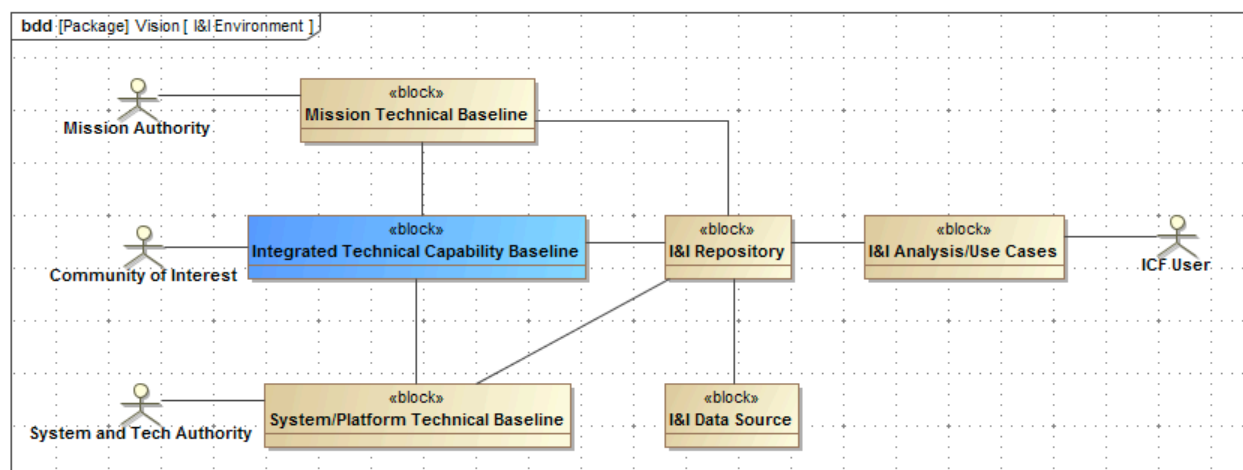 bdd [Package] Vision [ I&I Environment ]
«block»
Mission Technical Baseline
Mission Authority
«block»
Integrated Technical Capability Baseline
«block»
I&I Repository
«block»
I&I Analysis/Use Cases
Community of Interest
ICF User
«block»
System/Platform Technical Baseline
«block»
I&I Data Source
System and Tech Authority